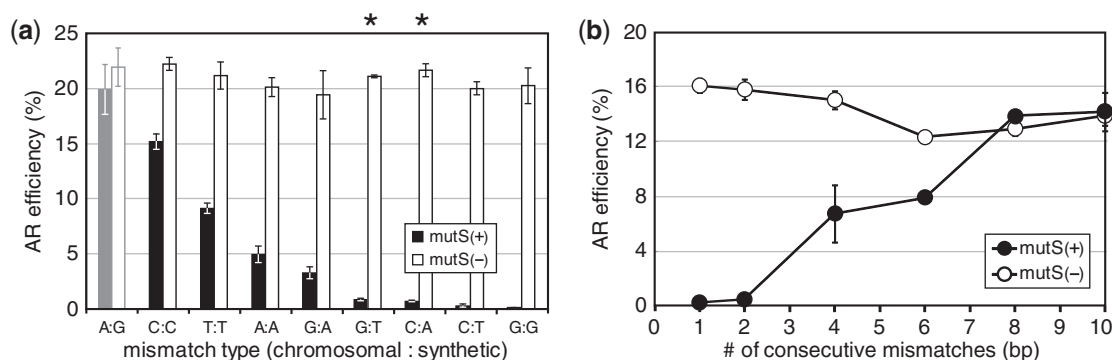 (a)
* *
25
20
15
10
5
0
AR efficiency (%)
mutS(+)
mutS(−)
A:G C:C T:T A:A G:A G:T C:A C:T G:G
mismatch type (chromosomal : synthetic)
(b)
20
16
12
8
4
0
AR efficiency (%)
mutS(+)
mutS(−)
0 1 2 3 4 5 6 7 8 9 10
# of consecutive mismatches (bp)